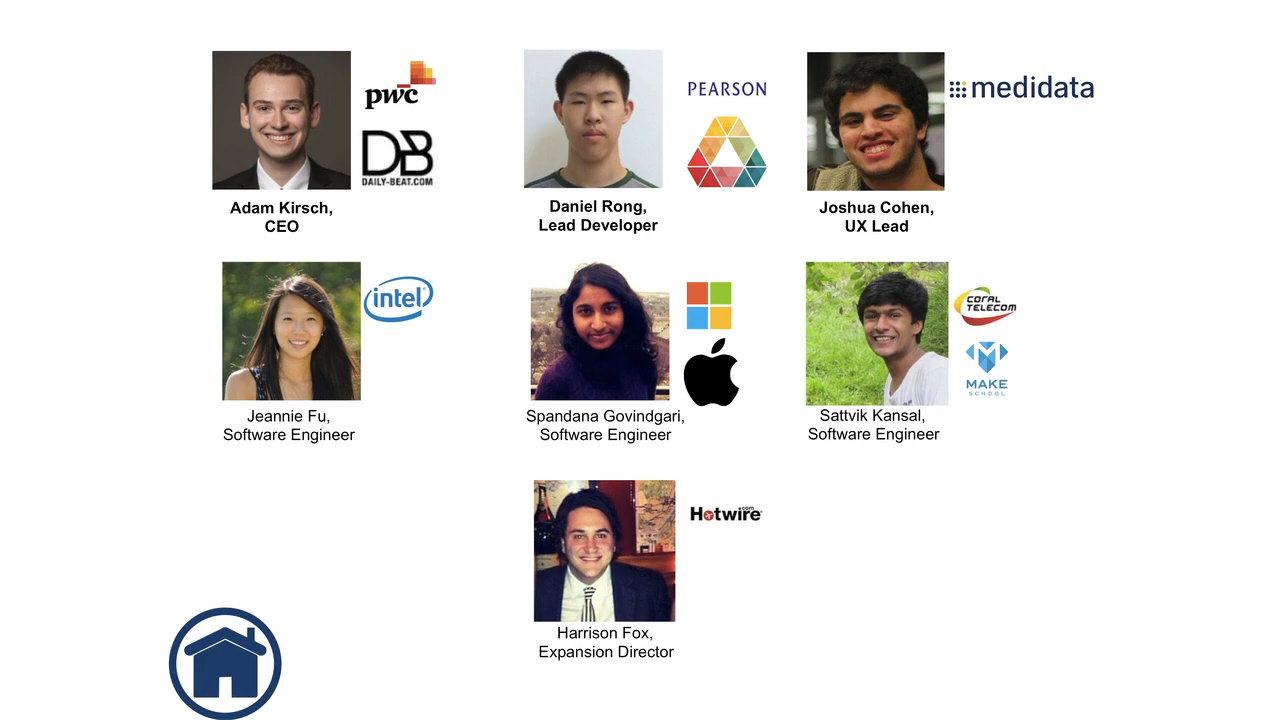 pwc
DB
DAILY-BEAT.COM
Adam Kirsch,
CEO
PEARSON
Daniel Rong,
Lead Developer
medidata
Joshua Cohen,
UX Lead
intel
Jeannie Fu,
Software Engineer
Spandana Govindgari,
Software Engineer
CORAL
TELECOM
MAKE
SCHOOL
Sattvik Kansal,
Software Engineer
Hotwire.com
Harrison Fox,
Expansion Director